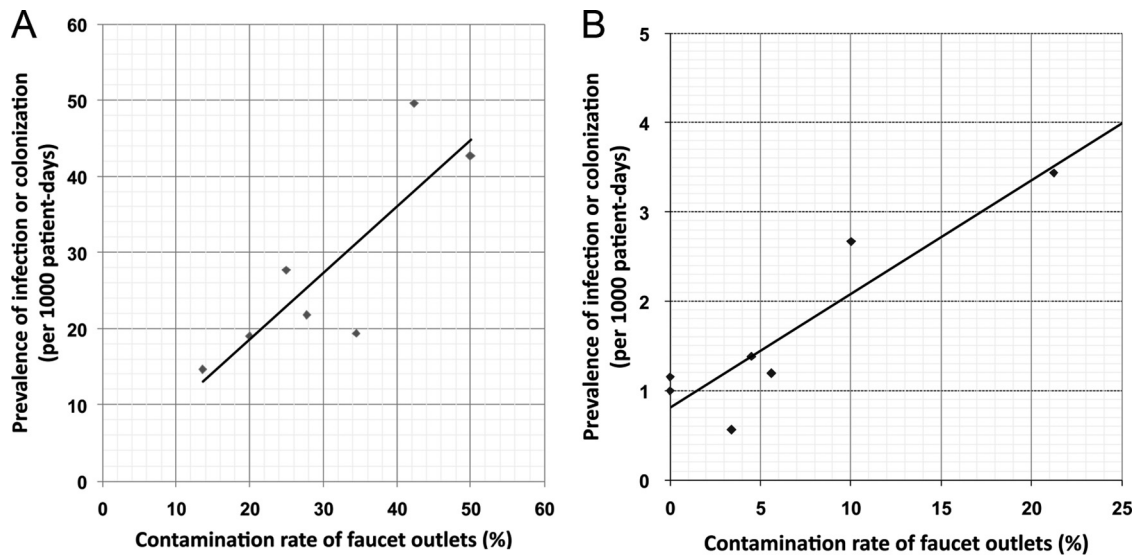 A
Prevalence of infection or colonization
(per 1000 patient-days)
60
50
40
30
20
10
0
0 10 20 30 40 50 60
Contamination rate of faucet outlets (%)
B
Prevalence of infection or colonization
(per 1000 patient-days)
5
4
3
2
1
0
0 5 10 15 20 25
Contamination rate of faucet outlets (%)